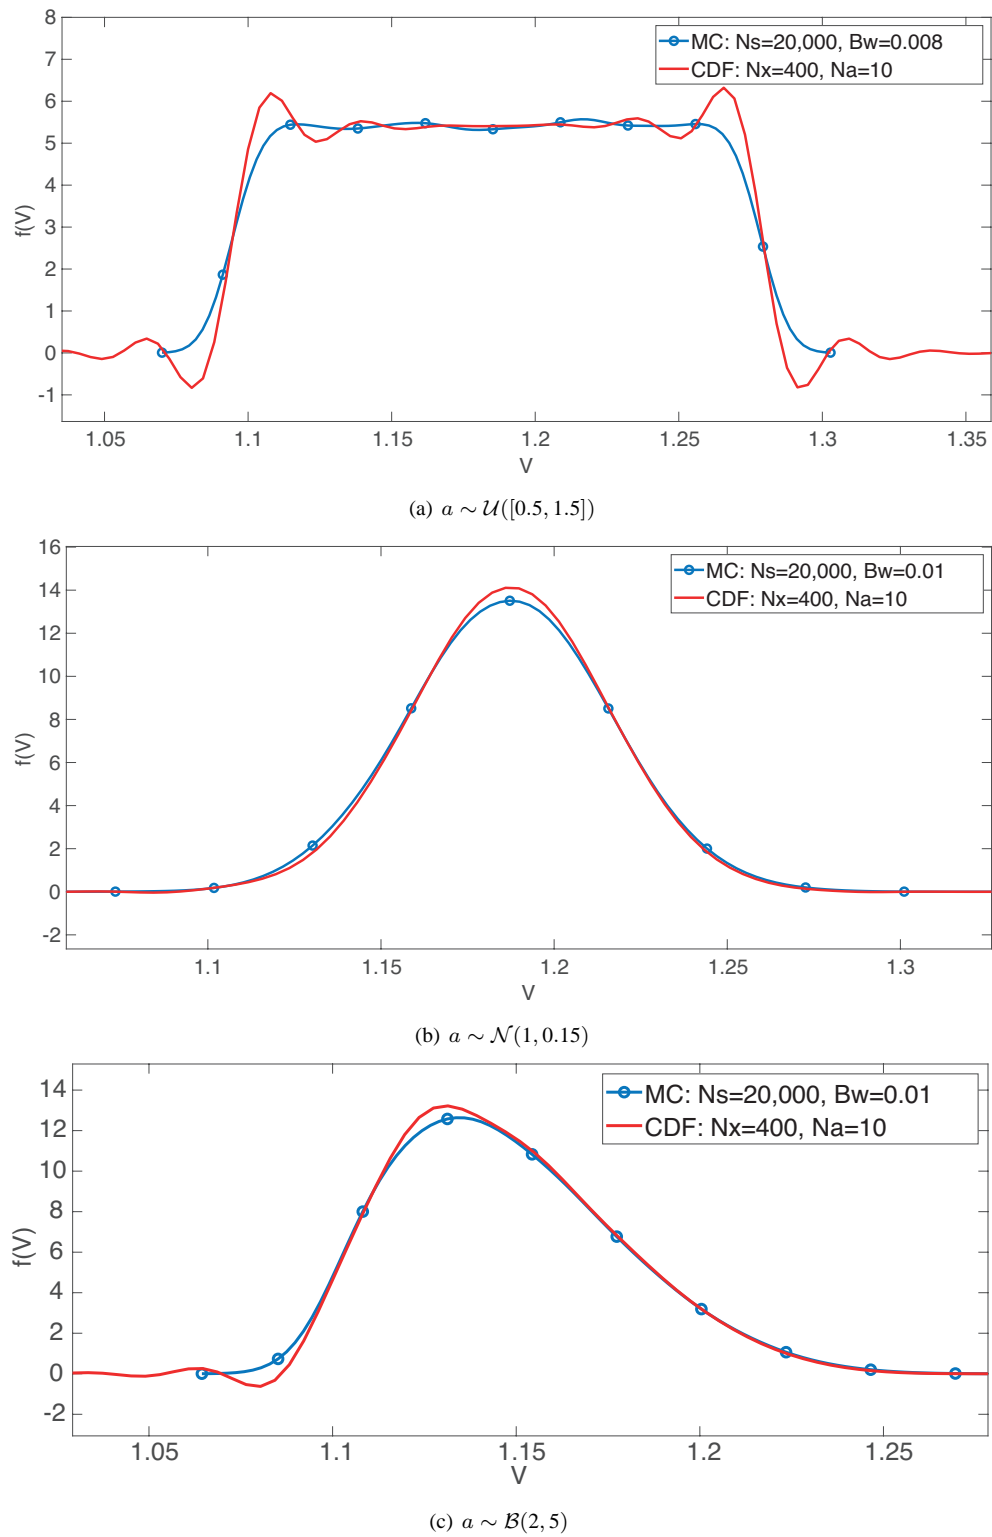 8
7
6
5
4
3
2
1
0
-1
f(V)
MC: Ns=20,000, Bw=0.008
CDF: Nx=400, Na=10
1.05 1.1 1.15 1.2 1.25 1.3 1.35
V
(a) a ∼ 𝒰([0.5, 1.5])
16
14
12
10
8
6
4
2
0
-2
f(V)
MC: Ns=20,000, Bw=0.01
CDF: Nx=400, Na=10
1.1 1.15 1.2 1.25 1.3
V
(b) a ∼ 𝒩(1, 0.15)
14
12
10
8
6
4
2
0
-2
f(V)
MC: Ns=20,000, Bw=0.01
CDF: Nx=400, Na=10
1.05 1.1 1.15 1.2 1.25
V
(c) a ∼ ℬ(2, 5)